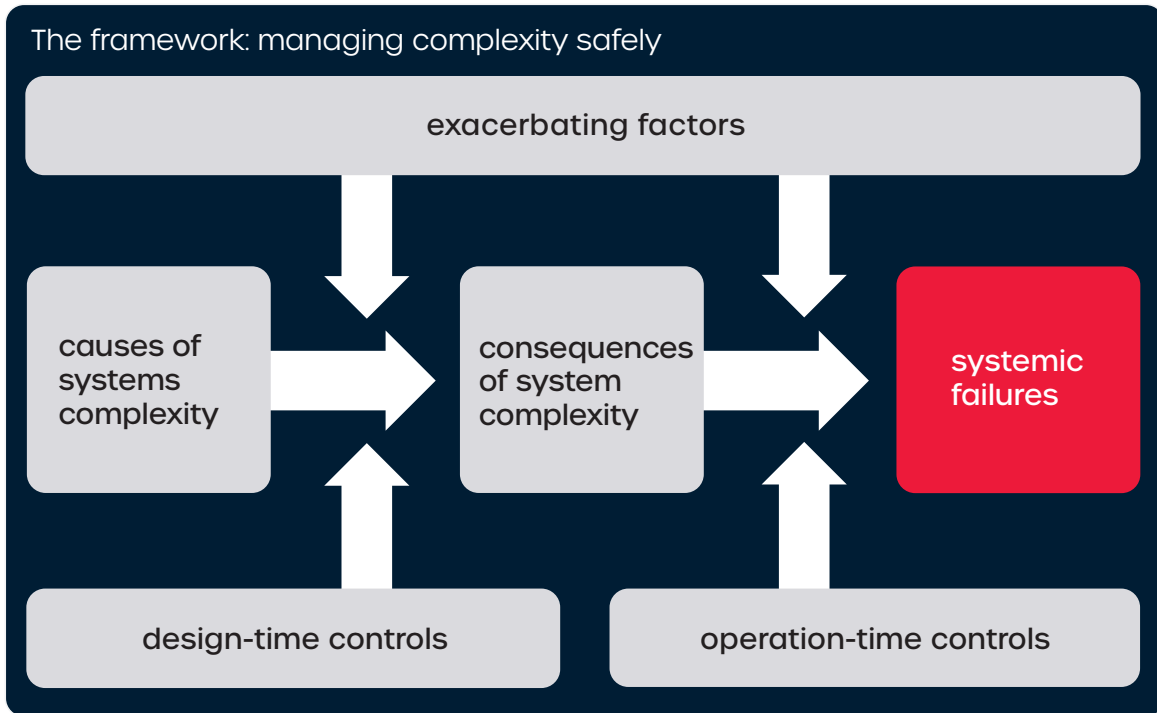 The framework: managing complexity safely
exacerbating factors
causes of
systems
complexity
consequences
of system
complexity
systemic
failures
design-time controls
operation-time controls